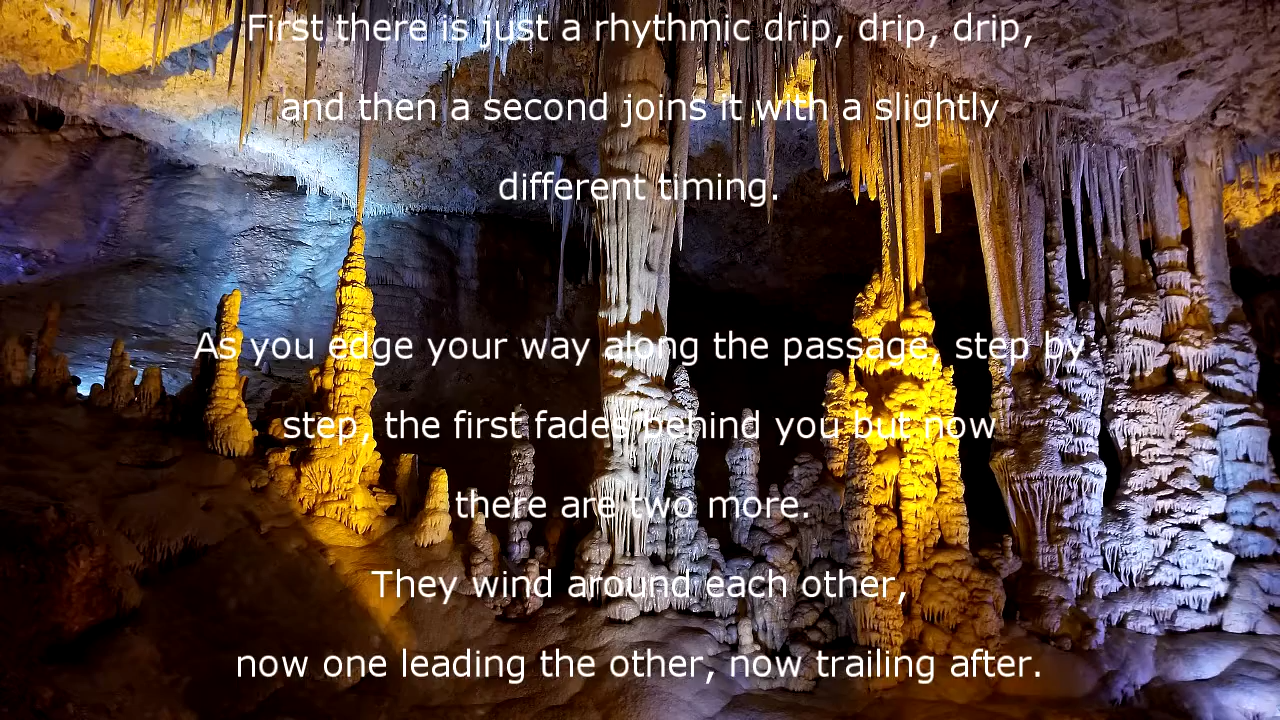 First there is just a rhythmic drip, drip, drip,
and then a second joins it with a slightly
different timing.
As you edge your way along the passage, step by
step, the first fades behind you but now
there are two more.
They wind around each other,
now one leading the other, now trailing after.